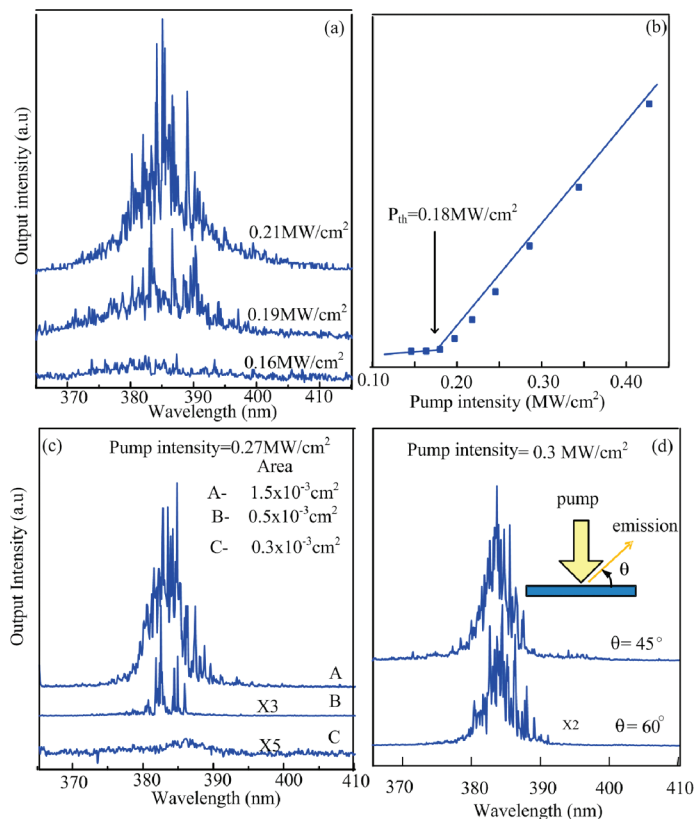 (a)
Output intensity (a.u)
0.21MW/cm²
0.19MW/cm²
0.16MW/cm²
370 380 390 400 410
Wavelength (nm)
(b)
Pth=0.18MW/cm²
0.10 0.20 0.30 0.40
Pump intensity (MW/cm²)
(c)
Pump intensity=0.27MW/cm²
Area
A- 1.5x10⁻³cm²
B- 0.5x10⁻³cm²
C- 0.3x10⁻³cm²
Output Intensity (a.u)
A
X3 B
X5 C
370 380 390 400 410
Wavelength (nm)
Pump intensity= 0.3 MW/cm² (d)
pump
emission
θ
θ= 45°
X2 θ= 60°
370 380 390 400 410
Wavelength (nm)